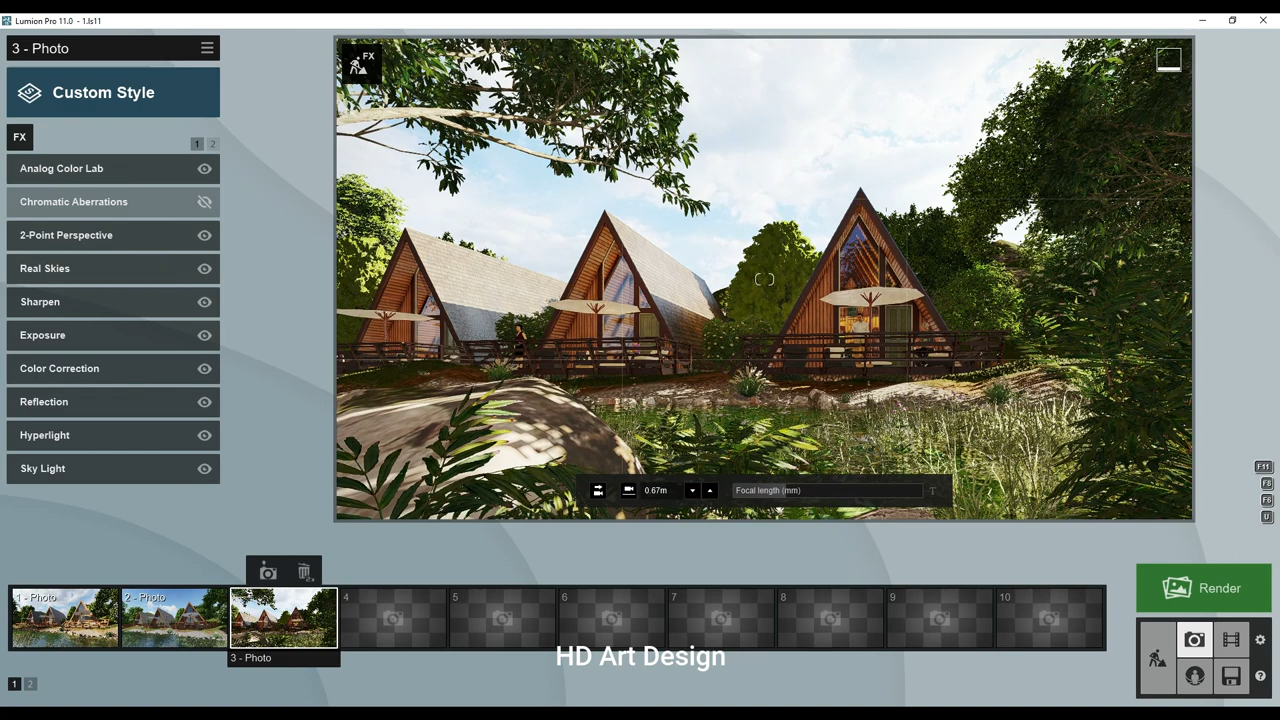 Lumion Pro 11.0 - 1.ls11
3 - Photo
Custom Style
FX
1 2
Analog Color Lab
Chromatic Aberrations
2-Point Perspective
Real Skies
Sharpen
Exposure
Color Correction
Reflection
Hyperlight
Sky Light
FX
0.67m
Focal length (mm)
T
F11
F8
F6
U
1 - Photo
2 - Photo
4
5
6
7
8
9
10
3 - Photo
Render
HD Art Design
1 2